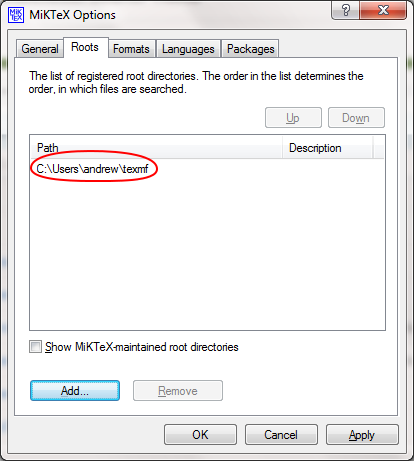 MiKTeX Options
General Roots Formats Languages Packages
The list of registered root directories. The order in the list determines the
order, in which files are searched.
Up Down
Path Description
C:\Users\andrew\texmf
Show MiKTeX-maintained root directories
Add... Remove
OK Cancel Apply